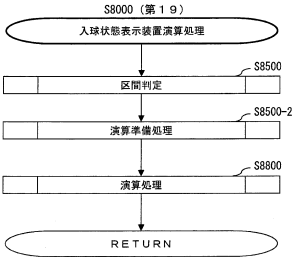 S8000 (第19)
入球状態表示装置演算処理
S8500
区間判定
S8500-2
演算準備処理
S8800
演算処理
RETURN